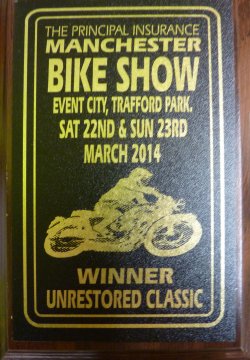 THE PRINCIPAL INSURANCE
MANCHESTER
BIKE SHOW
EVENT CITY, TRAFFORD PARK.
SAT 22ND & SUN 23RD
MARCH 2014
WINNER
UNRESTORED CLASSIC